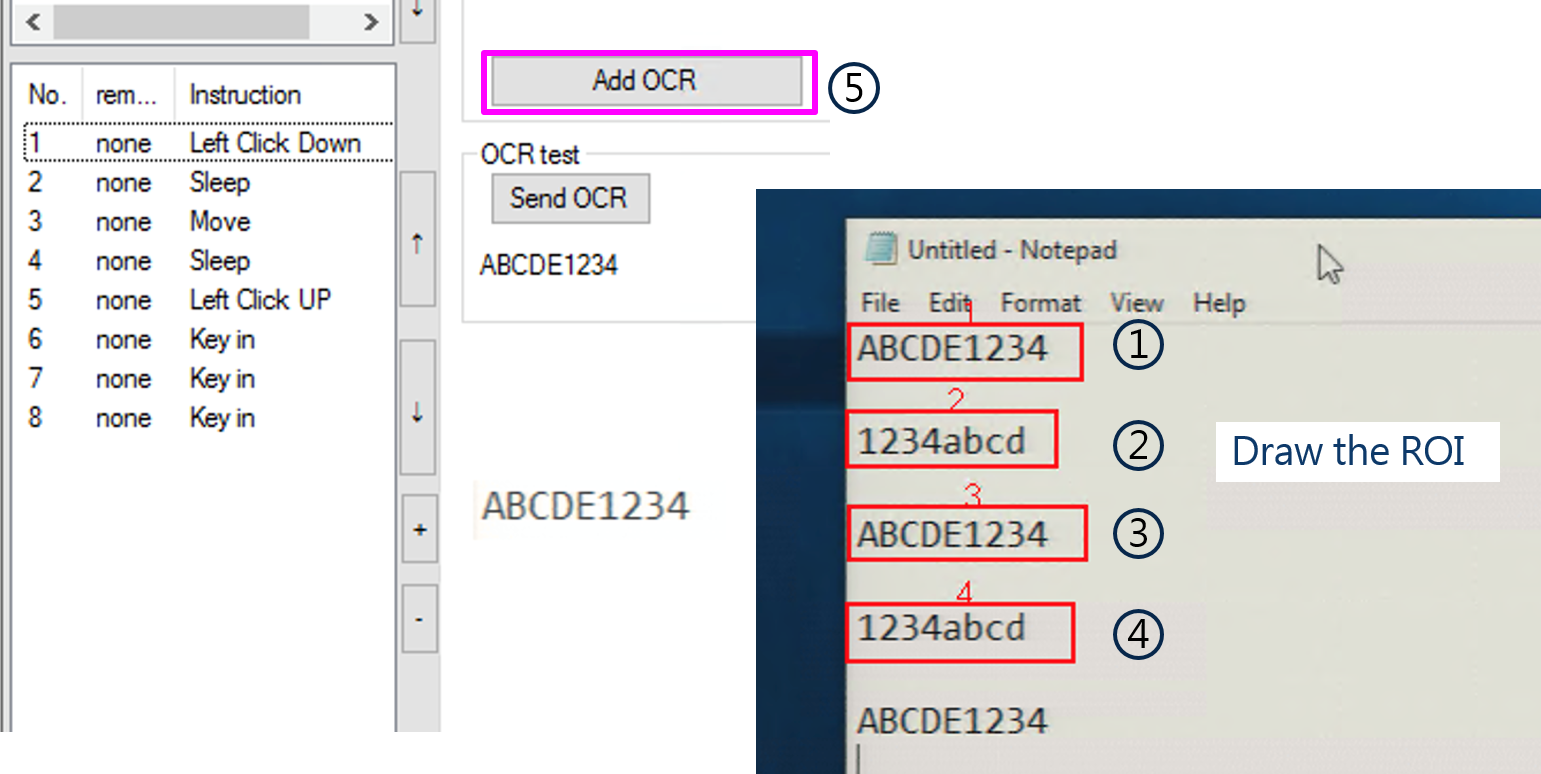 No. rem... Instruction
1 none Left Click Down
2 none Sleep
3 none Move
4 none Sleep
5 none Left Click UP
6 none Key in
7 none Key in
8 none Key in
↓
↑
↓
+
-
Add OCR
⑤
OCR test
Send OCR
ABCDE1234
ABCDE1234
Untitled - Notepad
File Edit Format View Help
1
ABCDE1234 ①
2
1234abcd ②
Draw the ROI
3
ABCDE1234 ③
4
1234abcd ④
ABCDE1234